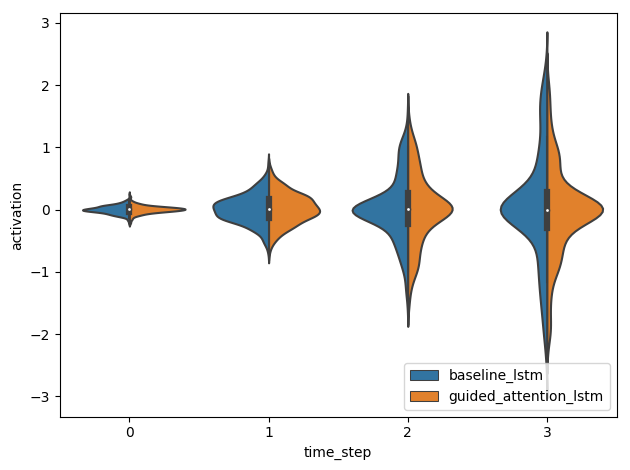 3
2
1
0
−1
−2
−3
activation
0
1
2
3
time_step
baseline_lstm
guided_attention_lstm